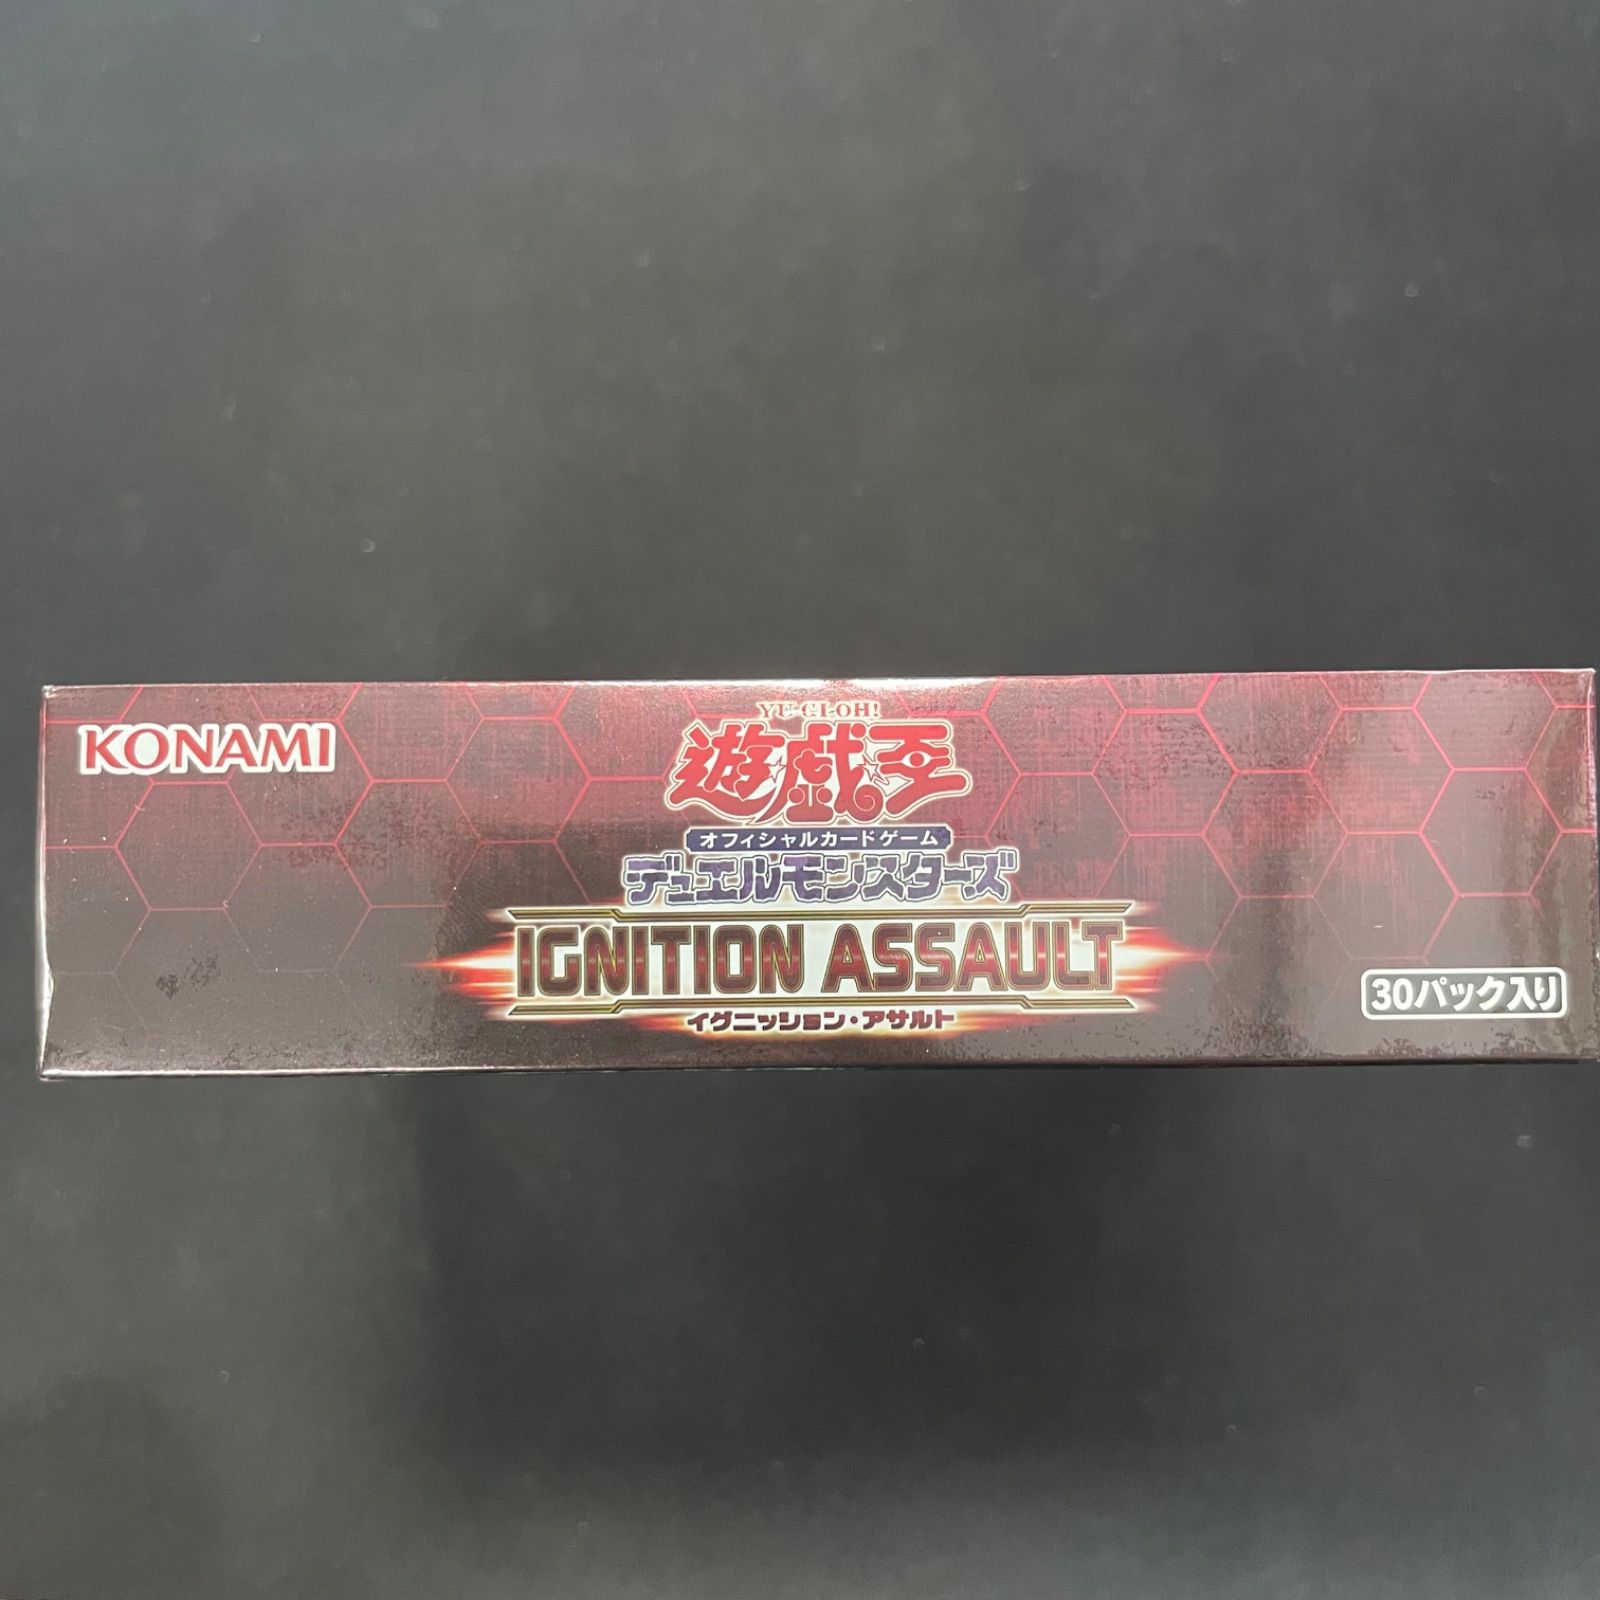 KONAMI
YU-GI-OH!
遊戯王
オフィシャルカードゲーム
デュエルモンスターズ
IGNITION ASSAULT
イグニッション・アサルト
30パック入り